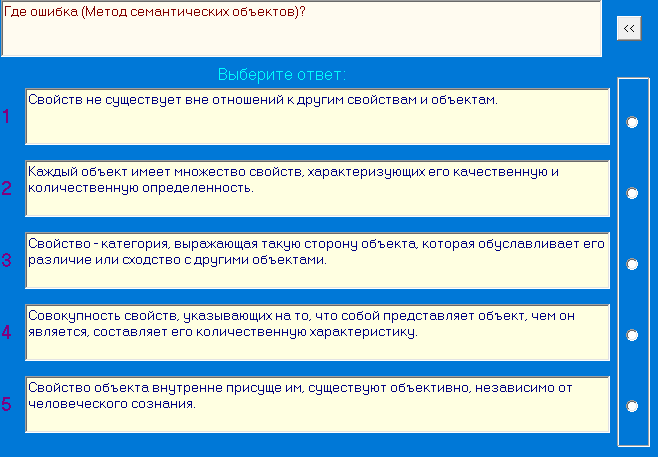 Где ошибка (Метод семантических объектов)?
<<
Выберите ответ:
1
Свойств не существует вне отношений к другим свойствам и объектам.
2
Каждый объект имеет множество свойств, характеризующих его качественную и
количественную определенность.
3
Свойство - категория, выражающая такую сторону объекта, которая обуславливает его
различие или сходство с другими объектами.
4
Совокупность свойств, указывающих на то, что собой представляет объект, чем он
является, составляет его количественную характеристику.
5
Свойство объекта внутренне присуще им, существуют объективно, независимо от
человеческого сознания.